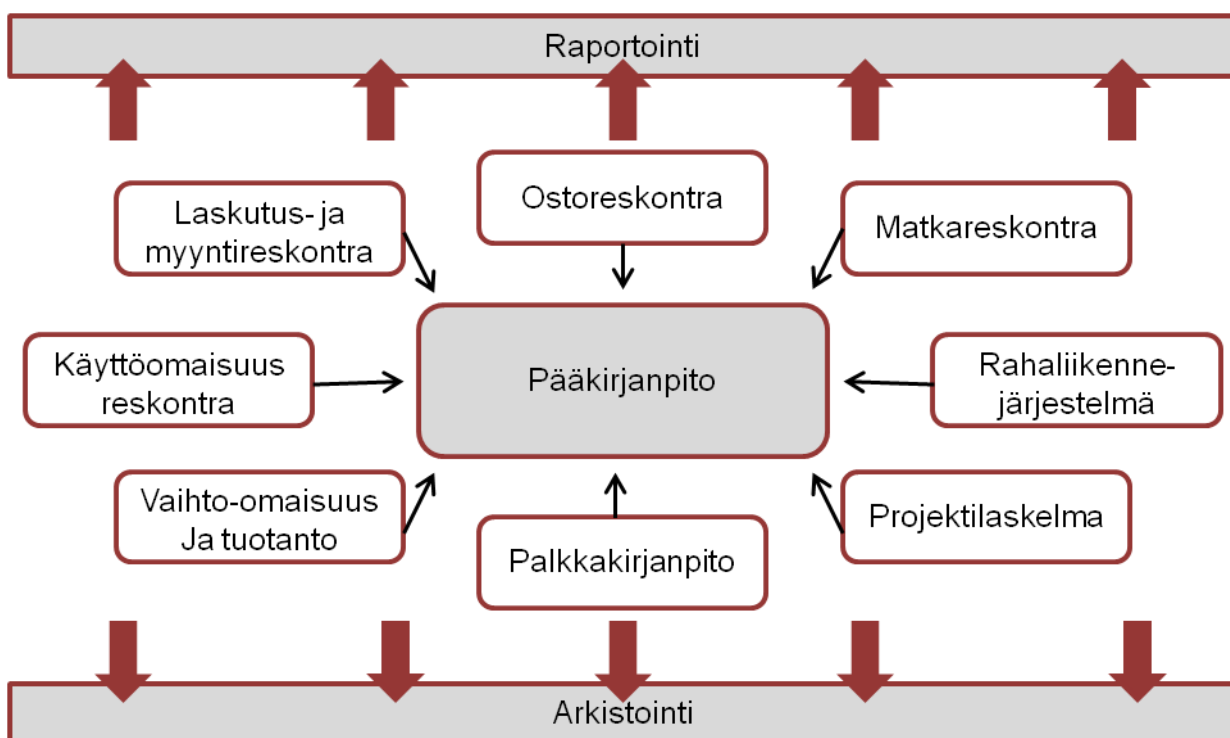 Raportointi
Laskutus- ja
myyntireskontra
Ostoreskontra
Matkareskontra
Käyttöomaisuus
reskontra
Pääkirjanpito
Rahaliikenne-
järjestelmä
Vaihto-omaisuus
Ja tuotanto
Palkkakirjanpito
Projektilaskelma
Arkistointi